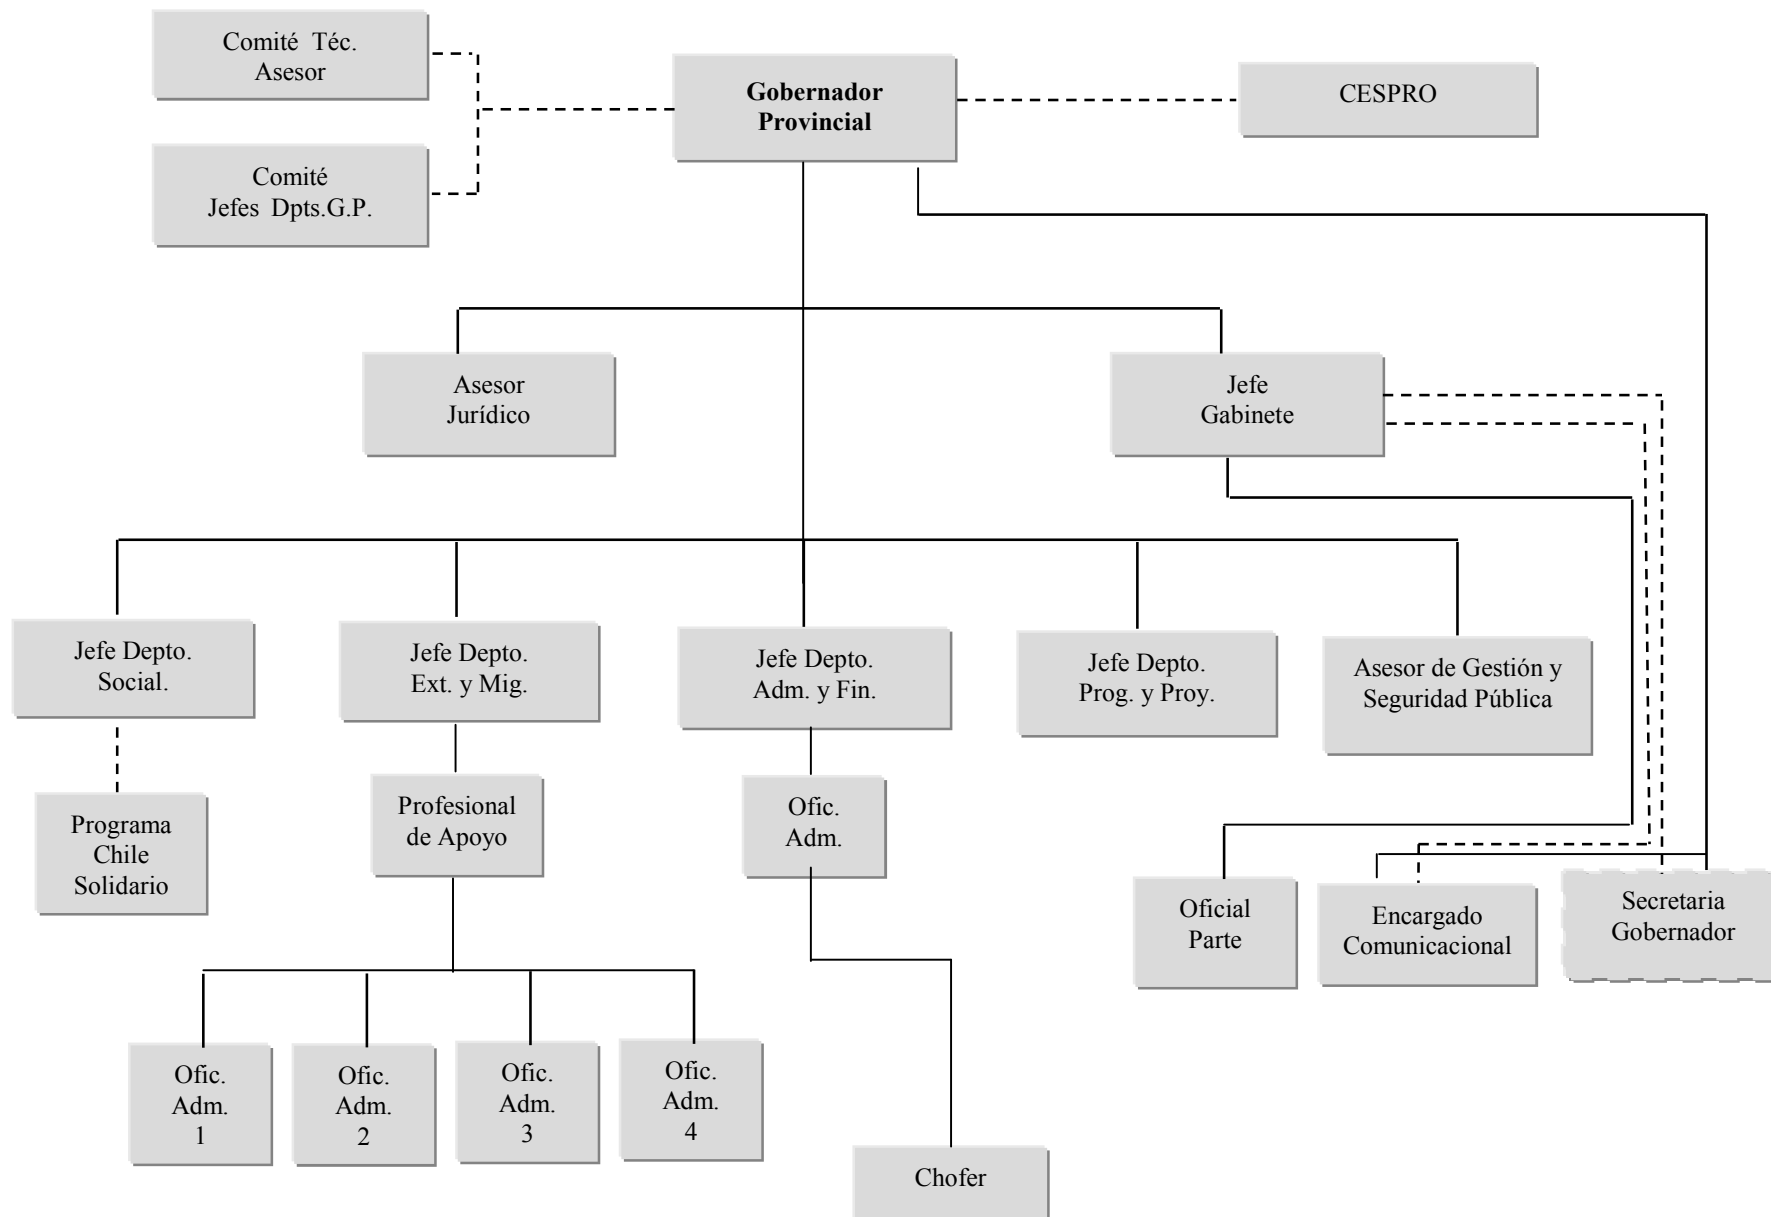 Comité Téc.
Asesor
Gobernador
Provincial
CESPRO
Comité
Jefes Dpts.G.P.
Asesor
Jurídico
Jefe
Gabinete
Jefe Depto.
Social.
Jefe Depto.
Ext. y Mig.
Jefe Depto.
Adm. y Fin.
Jefe Depto.
Prog. y Proy.
Asesor de Gestión y
Seguridad Pública
Programa
Chile
Solidario
Profesional
de Apoyo
Ofic.
Adm.
Oficial
Parte
Encargado
Comunicacional
Secretaria
Gobernador
Ofic.
Adm.
1
Ofic.
Adm.
2
Ofic.
Adm.
3
Ofic.
Adm.
4
Chofer